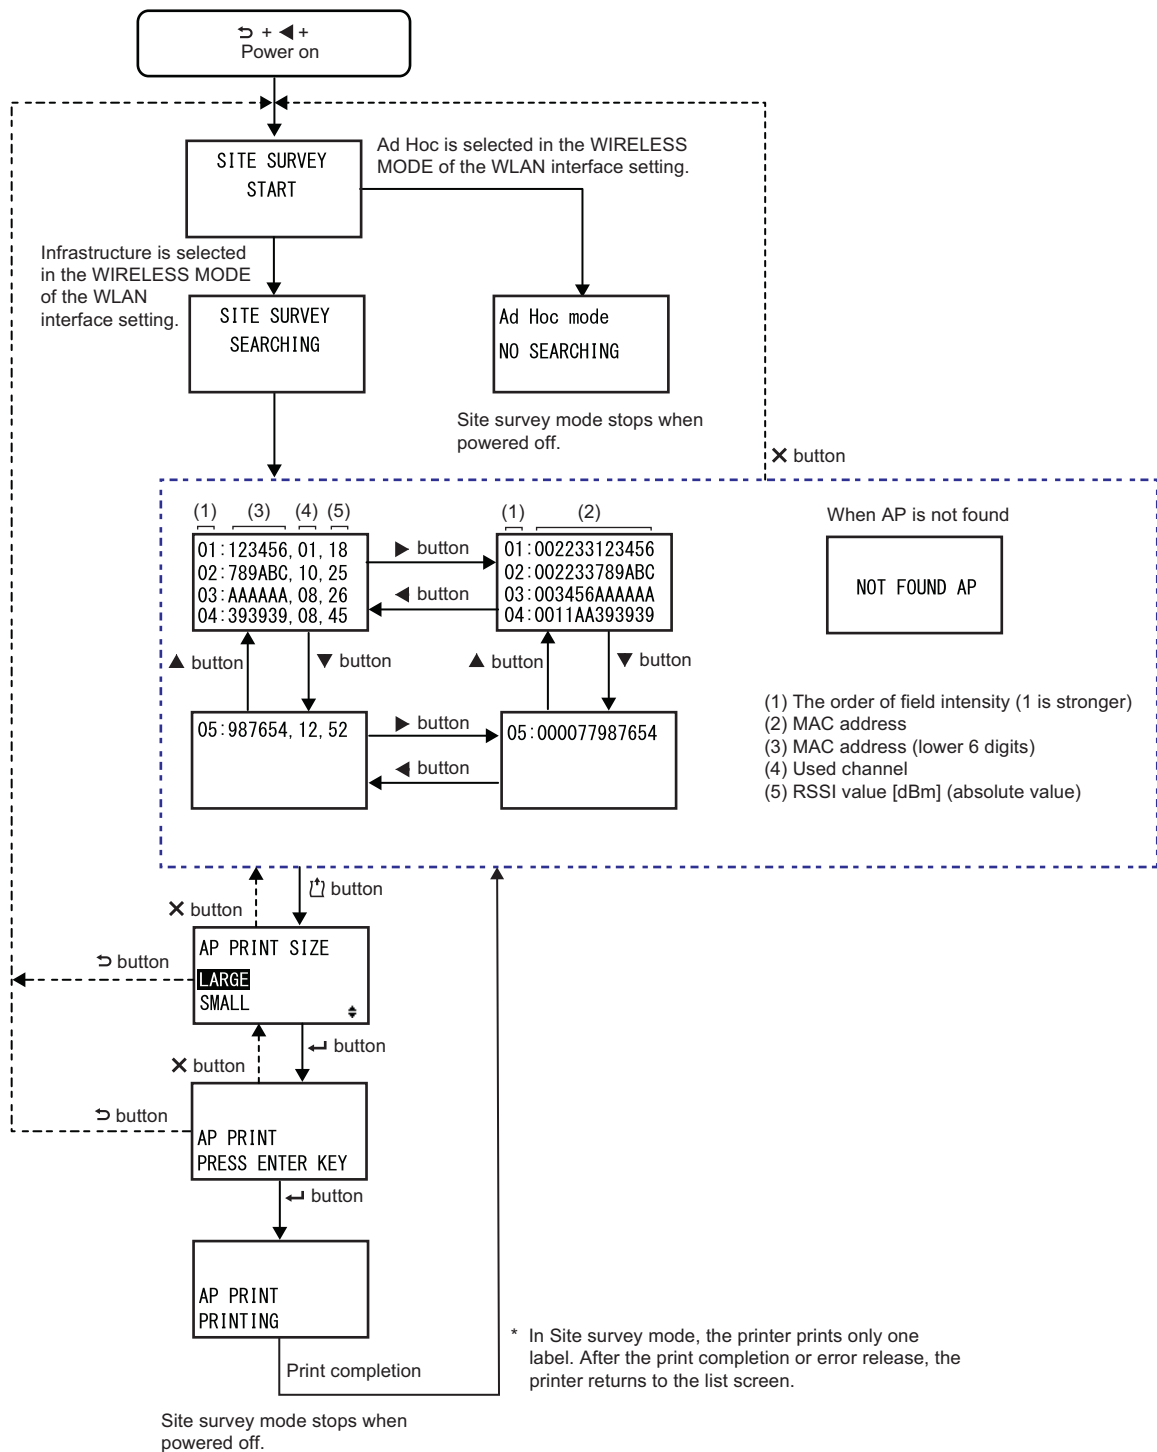 ⮌ + ◀ +
Power on
Ad Hoc is selected in the WIRELESS
MODE of the WLAN interface setting.
SITE SURVEY
START
Infrastructure is selected
in the WIRELESS MODE
of the WLAN
interface setting.
SITE SURVEY
SEARCHING
Ad Hoc mode
NO SEARCHING
Site survey mode stops when
powered off.
✕ button
(1) (3) (4) (5)
01:123456,01,18
02:789ABC,10,25
03:AAAAAA,08,26
04:393939,08,45
▶ button
◀ button
(1) (2)
01:002233123456
02:002233789ABC
03:003456AAAAAA
04:0011AA393939
When AP is not found
NOT FOUND AP
▲ button
▼ button
▲ button
▼ button
05:987654,12,52
▶ button
◀ button
05:000077987654
(1) The order of field intensity (1 is stronger)
(2) MAC address
(3) MAC address (lower 6 digits)
(4) Used channel
(5) RSSI value [dBm] (absolute value)
button
✕ button
⮌ button
AP PRINT SIZE
LARGE
SMALL
↵ button
✕ button
⮌ button
AP PRINT
PRESS ENTER KEY
↵ button
AP PRINT
PRINTING
Print completion
* In Site survey mode, the printer prints only one
label. After the print completion or error release, the
printer returns to the list screen.
Site survey mode stops when
powered off.